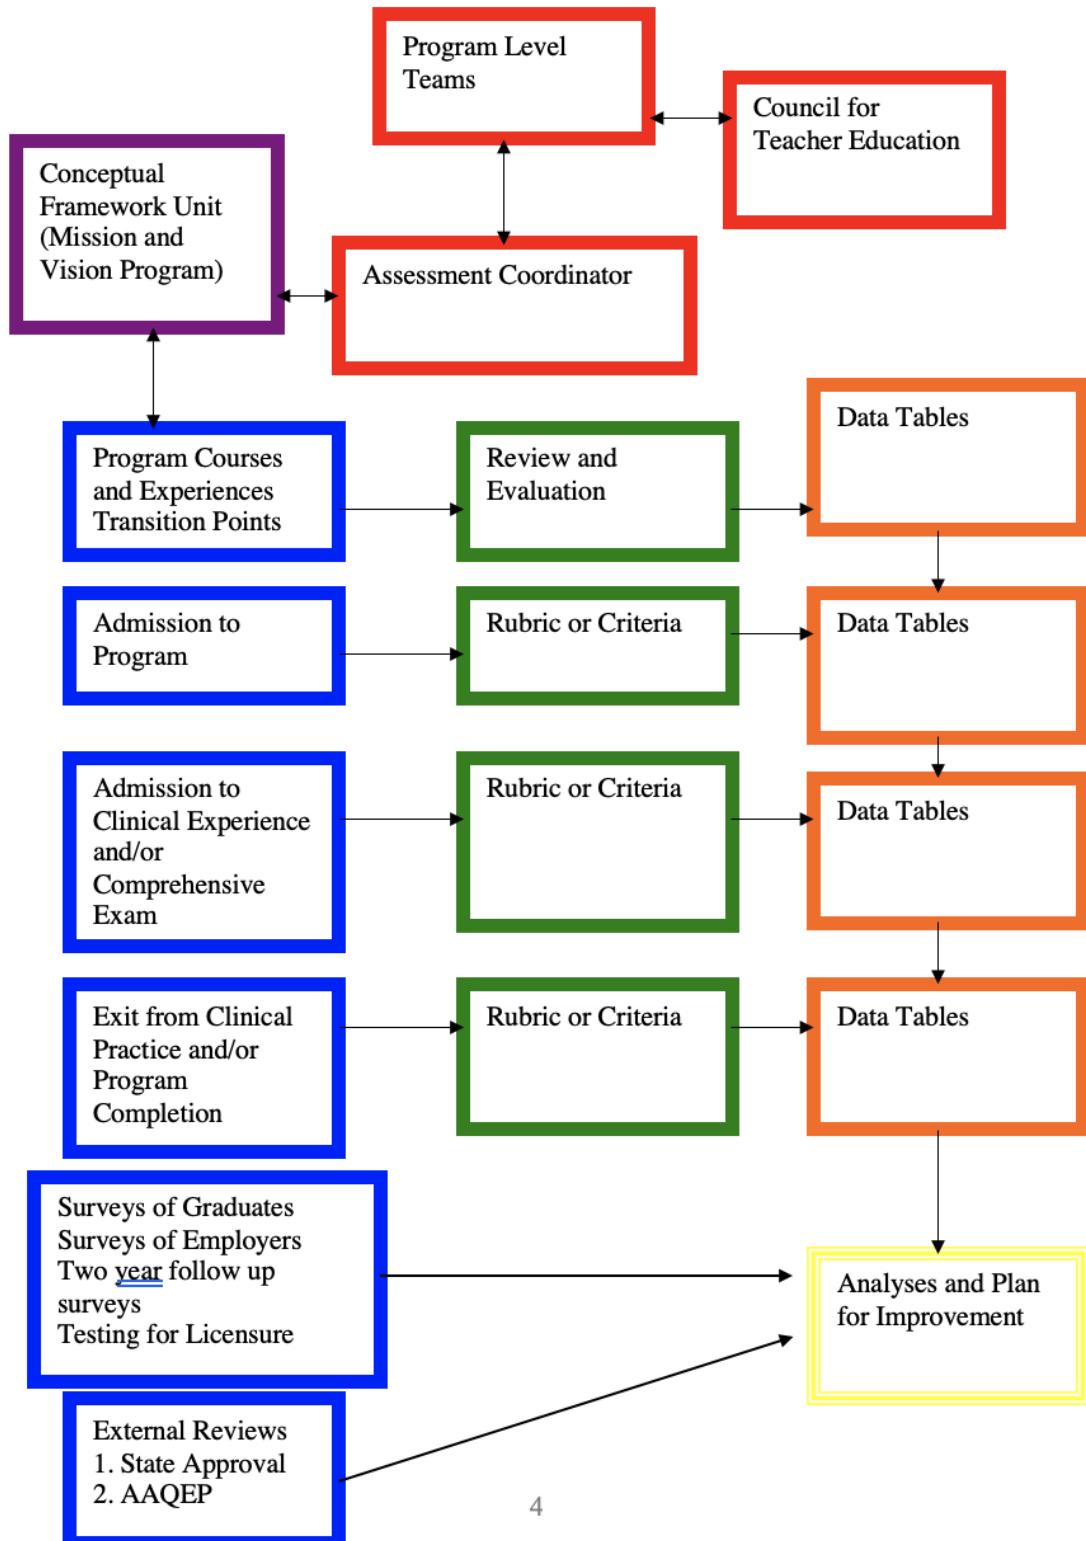 Program Level
Teams
Council for
Teacher Education
Conceptual
Framework Unit
(Mission and
Vision Program)
Assessment Coordinator
Program Courses
and Experiences
Transition Points
Review and
Evaluation
Data Tables
Admission to
Program
Rubric or Criteria
Data Tables
Admission to
Clinical Experience
and/or
Comprehensive
Exam
Rubric or Criteria
Data Tables
Exit from Clinical
Practice and/or
Program
Completion
Rubric or Criteria
Data Tables
Surveys of Graduates
Surveys of Employers
Two year follow up
surveys
Testing for Licensure
Analyses and Plan
for Improvement
External Reviews
1. State Approval
2. AAQEP
4